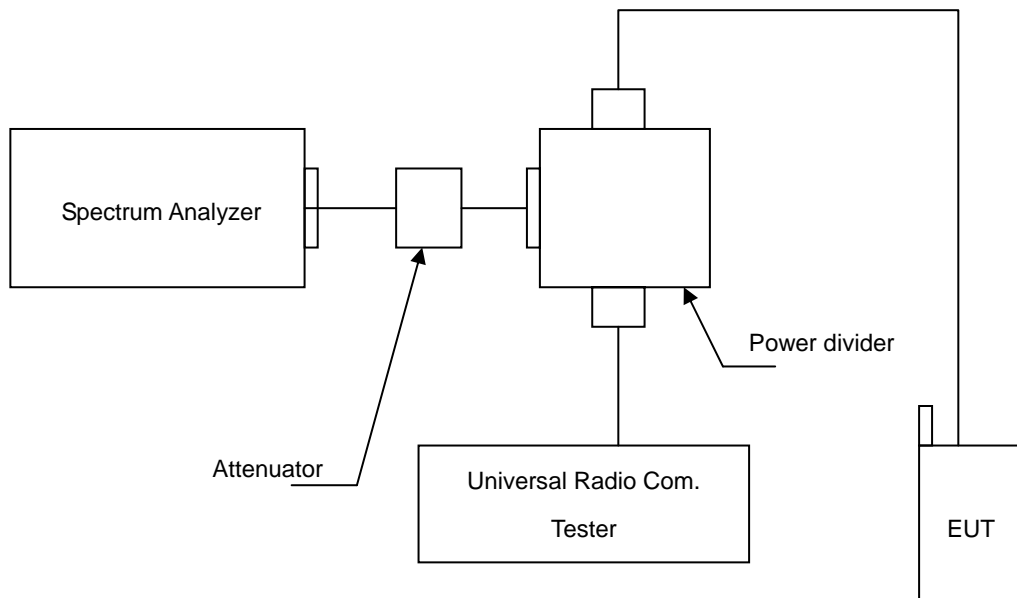 Spectrum Analyzer
Power divider
Attenuator
Universal Radio Com.
Tester
EUT